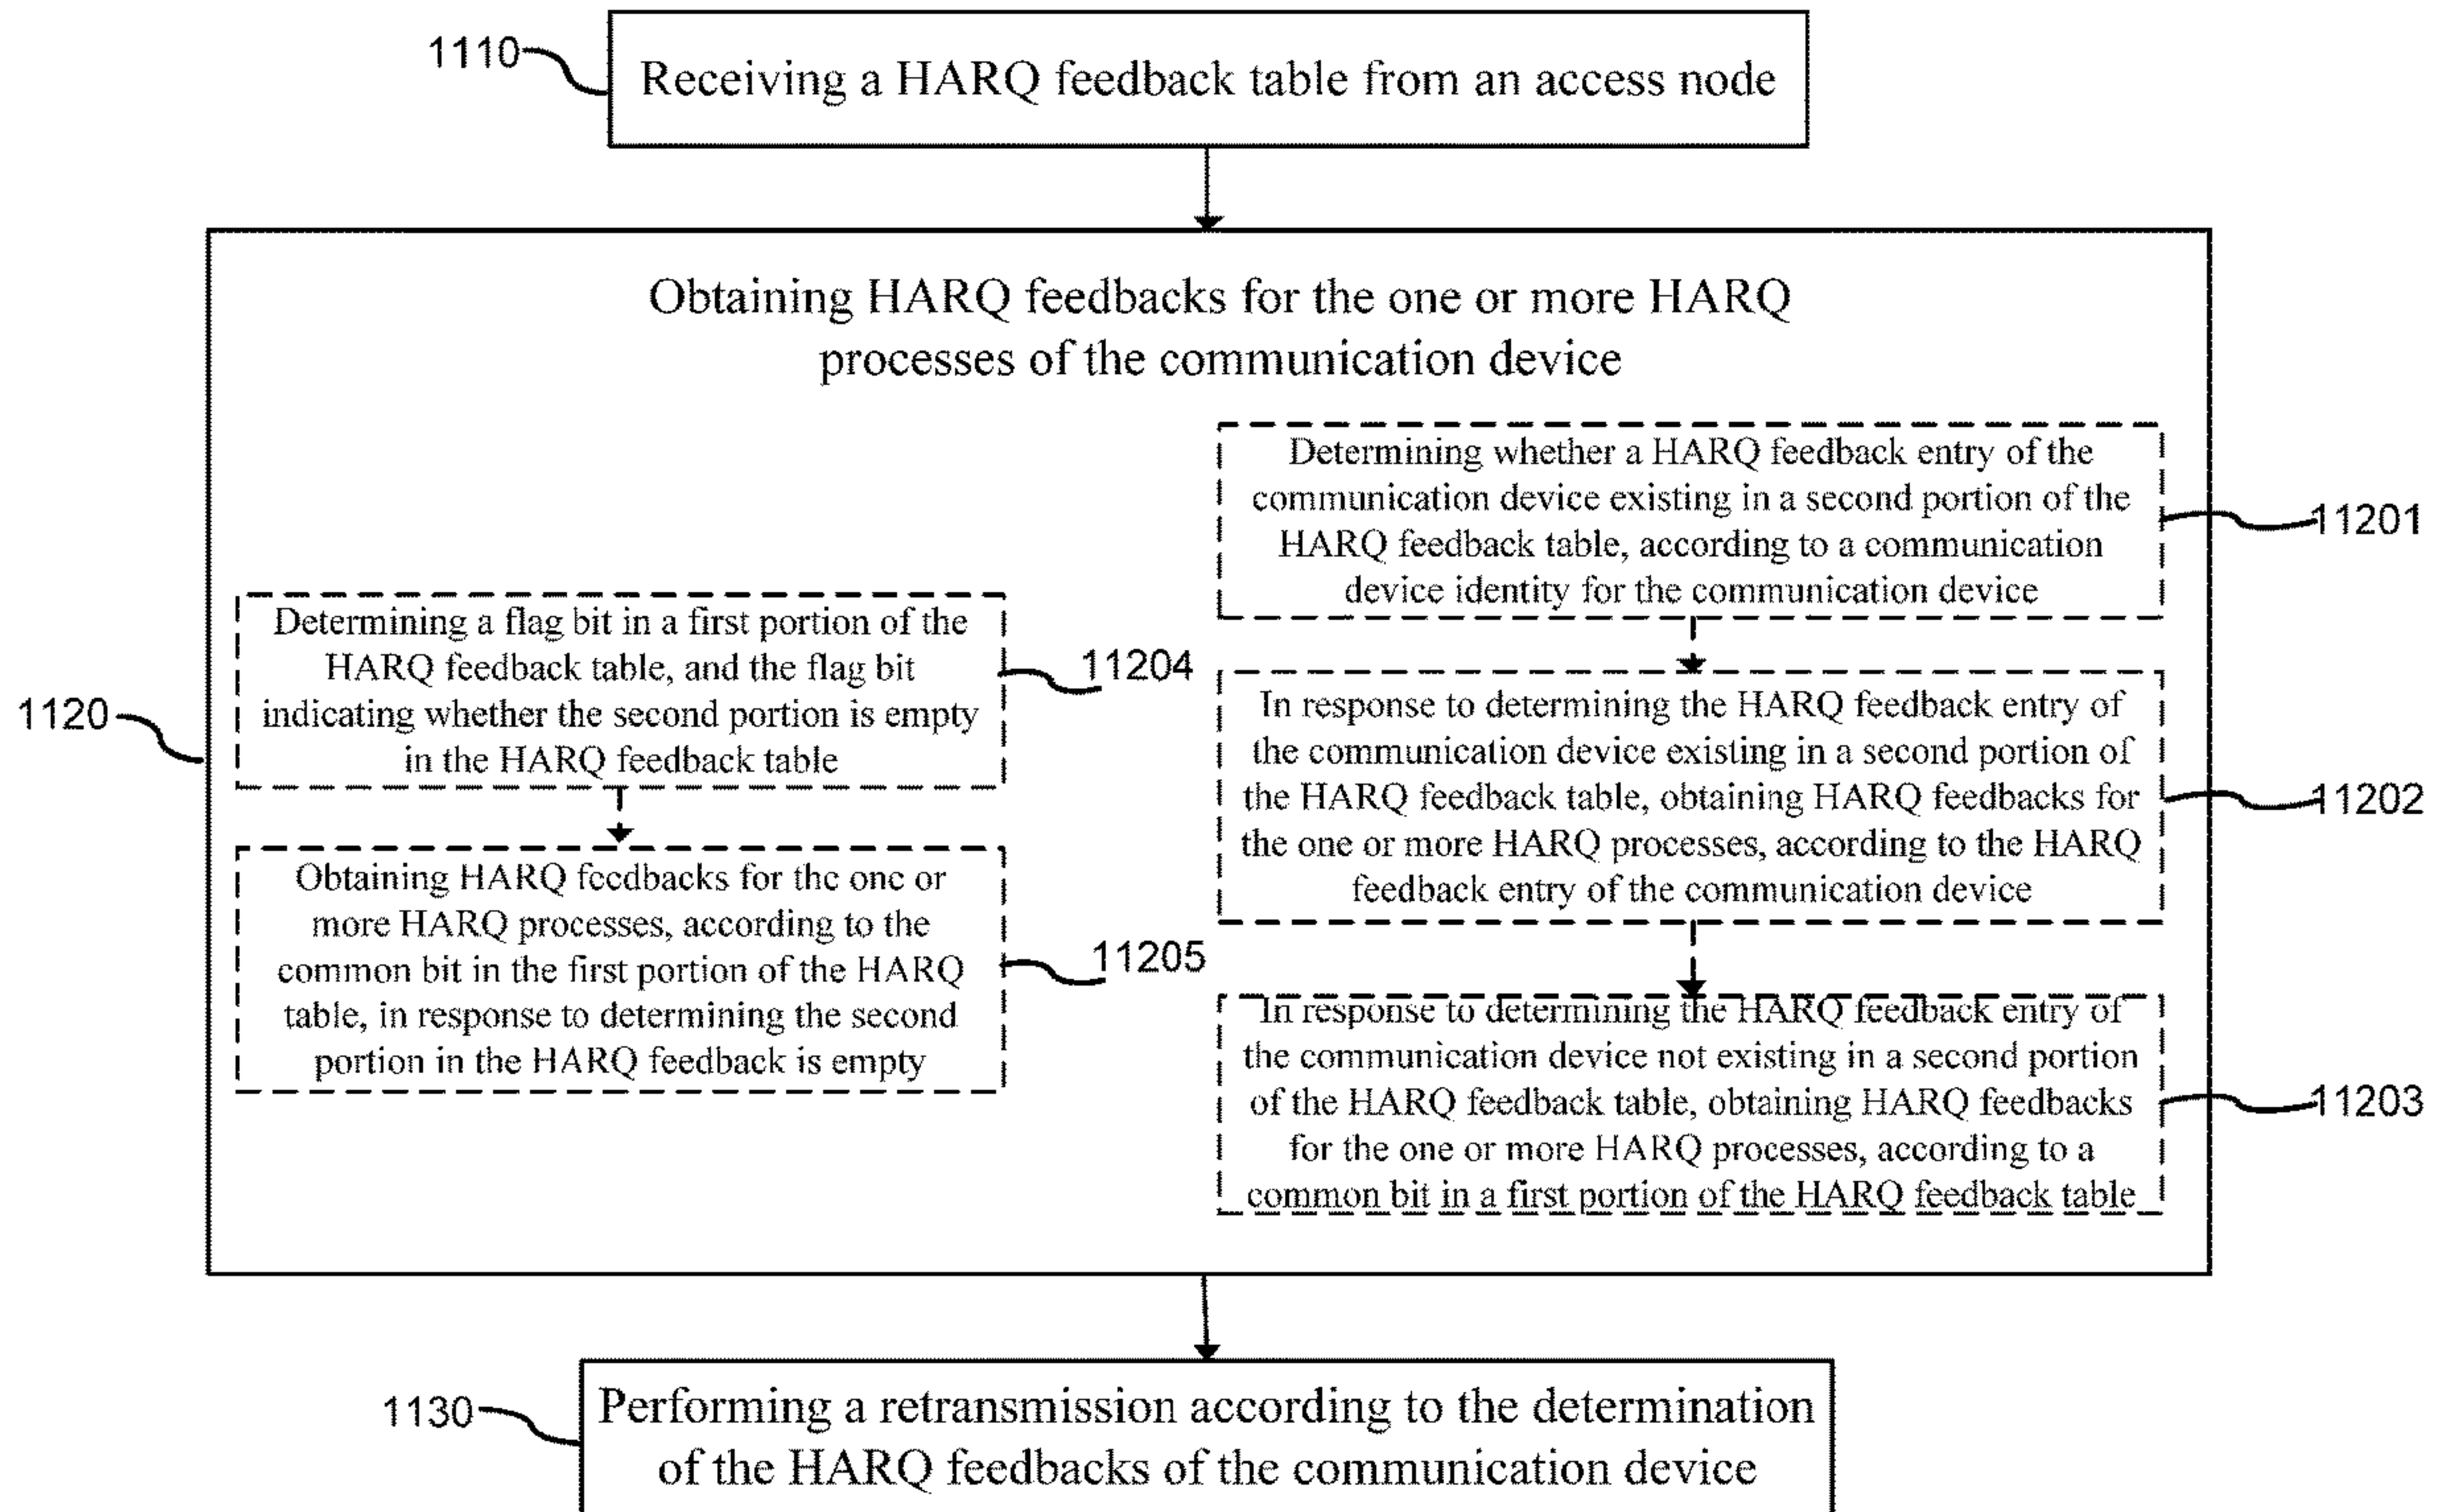 1110
Receiving a HARQ feedback table from an access node
Obtaining HARQ feedbacks for the one or more HARQ
processes of the communication device
1120
Determining a flag bit in a first portion of the
HARQ feedback table, and the flag bit
indicating whether the second portion is empty
in the HARQ feedback table
11204
Obtaining HARQ feedbacks for the one or
more HARQ processes, according to the
common bit in the first portion of the HARQ
table, in response to determining the second
portion in the HARQ feedback is empty
11205
Determining whether a HARQ feedback entry of the
communication device existing in a second portion of the
HARQ feedback table, according to a communication
device identity for the communication device
11201
In response to determining the HARQ feedback entry of
the communication device existing in a second portion of
the HARQ feedback table, obtaining HARQ feedbacks for
the one or more HARQ processes, according to the HARQ
feedback entry of the communication device
11202
In response to determining the HARQ feedback entry of
the communication device not existing in a second portion
of the HARQ feedback table, obtaining HARQ feedbacks
for the one or more HARQ processes, according to a
common bit in a first portion of the HARQ feedback table
11203
1130
Performing a retransmission according to the determination
of the HARQ feedbacks of the communication device